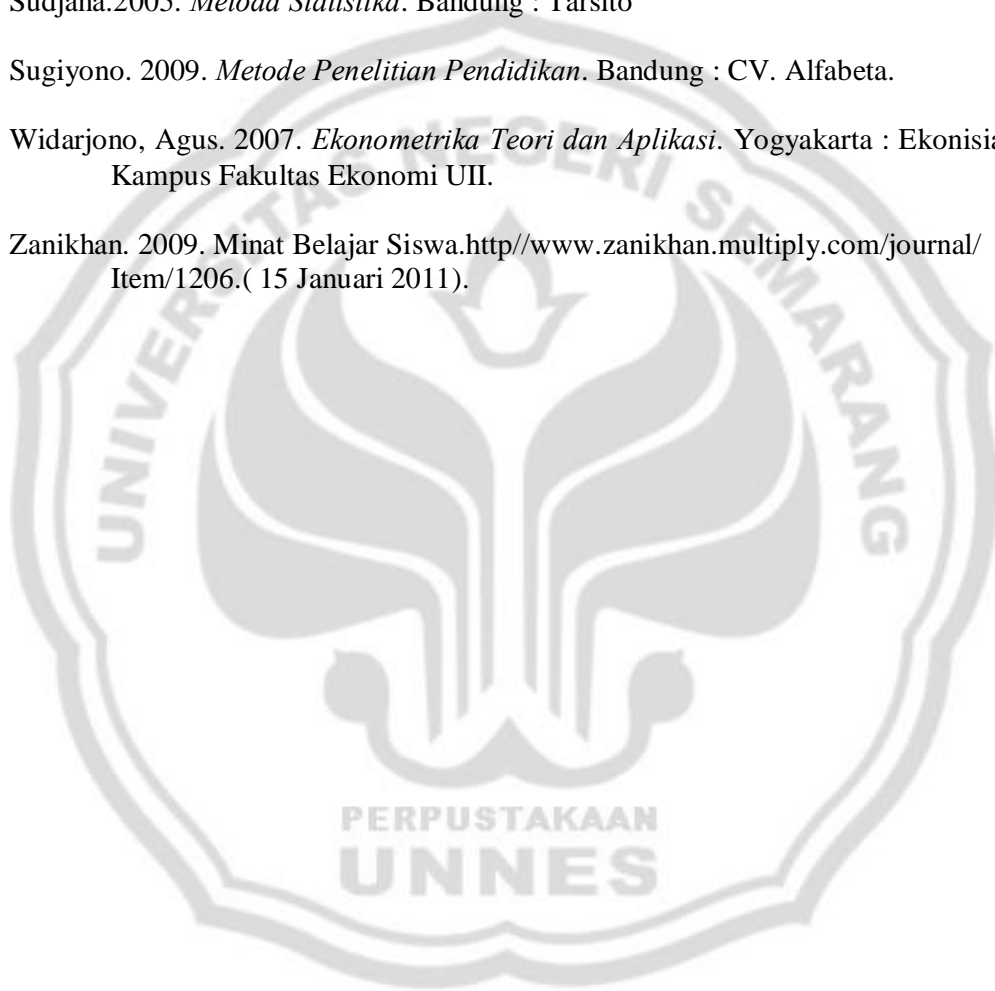 Sudjana.2005. Metoda Statistika. Bandung : Tarsito
Sugiyono. 2009. Metode Penelitian Pendidikan. Bandung : CV. Alfabeta.
Widarjono, Agus. 2007. Ekonometrika Teori dan Aplikasi. Yogyakarta : Ekonisia
Kampus Fakultas Ekonomi UII.
Zanikhan. 2009. Minat Belajar Siswa.http//www.zanikhan.multiply.com/journal/
Item/1206.( 15 Januari 2011).
UNIVERSITAS NEGERI SEMARANG
PERPUSTAKAAN
UNNES